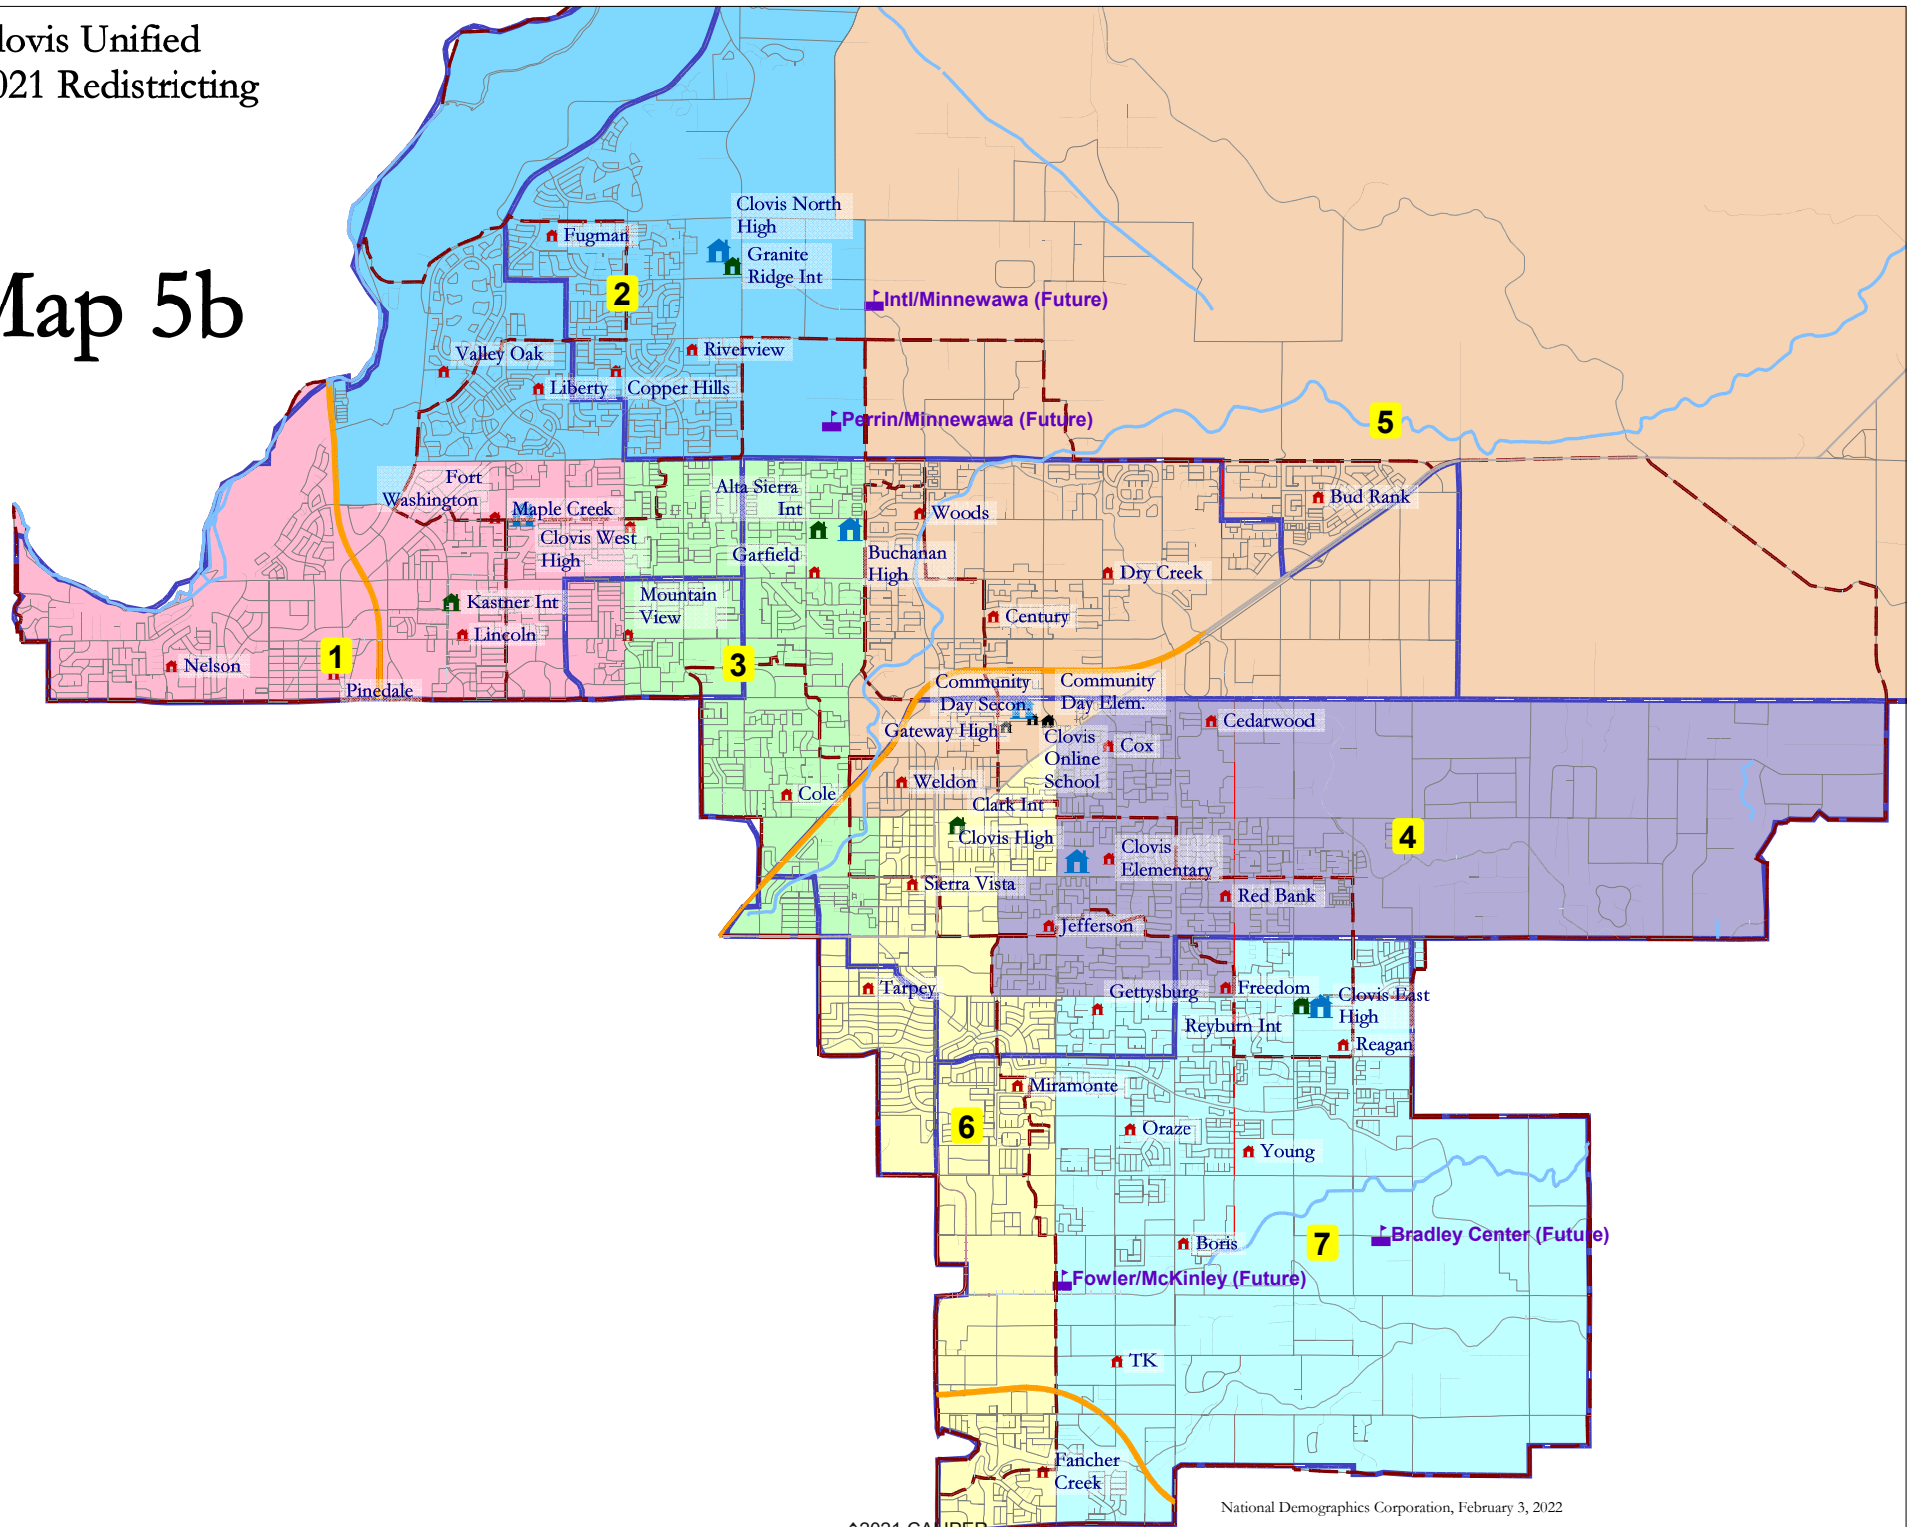 lovis Unified
021 Redistricting
Map 5b
Clovis North
High
Fugman
Granite
Ridge Int
2
Intl/Minnewawa (Future)
Valley Oak
Riverview
Liberty
Copper Hills
Perrin/Minnewawa (Future)
5
Fort
Washington
Alta Sierra
Int
Bud Rank
Maple Creek
Woods
Clovis West
High
Garfield
Buchanan
High
Dry Creek
Kastner Int
Mountain
View
Century
Lincoln
1
3
Nelson
Pinedale
Community
Day Secon.
Community
Day Elem.
Cedarwood
Gateway High
Clovis
Online
School
Cox
Weldon
Cole
Clark Int
Clovis High
4
Clovis
Elementary
Sierra Vista
Red Bank
Jefferson
Tarpey
Gettysburg
Freedom
Clovis East
High
Reyburn Int
Reagan
Miramonte
6
Oraze
Young
Boris
7
Bradley Center (Future)
Fowler/McKinley (Future)
TK
Fancher
Creek
National Demographics Corporation, February 3, 2022
©2021 CALIPER